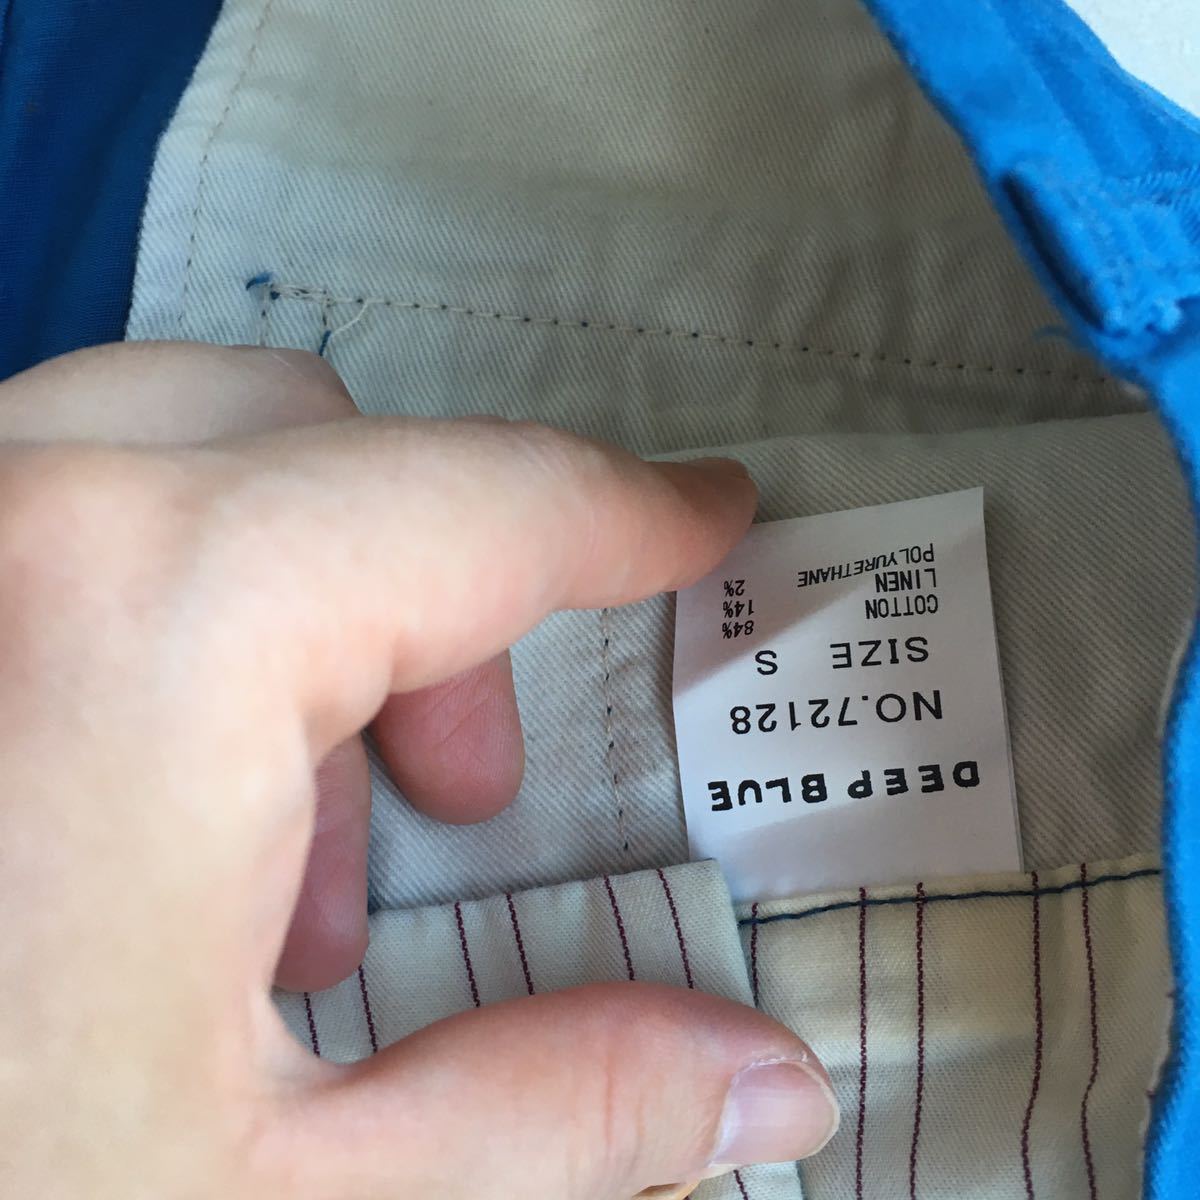 DEEP BLUE
NO.72128
SIZE S
COTTON 84%
LINEN 14%
POLYURETHANE 2%